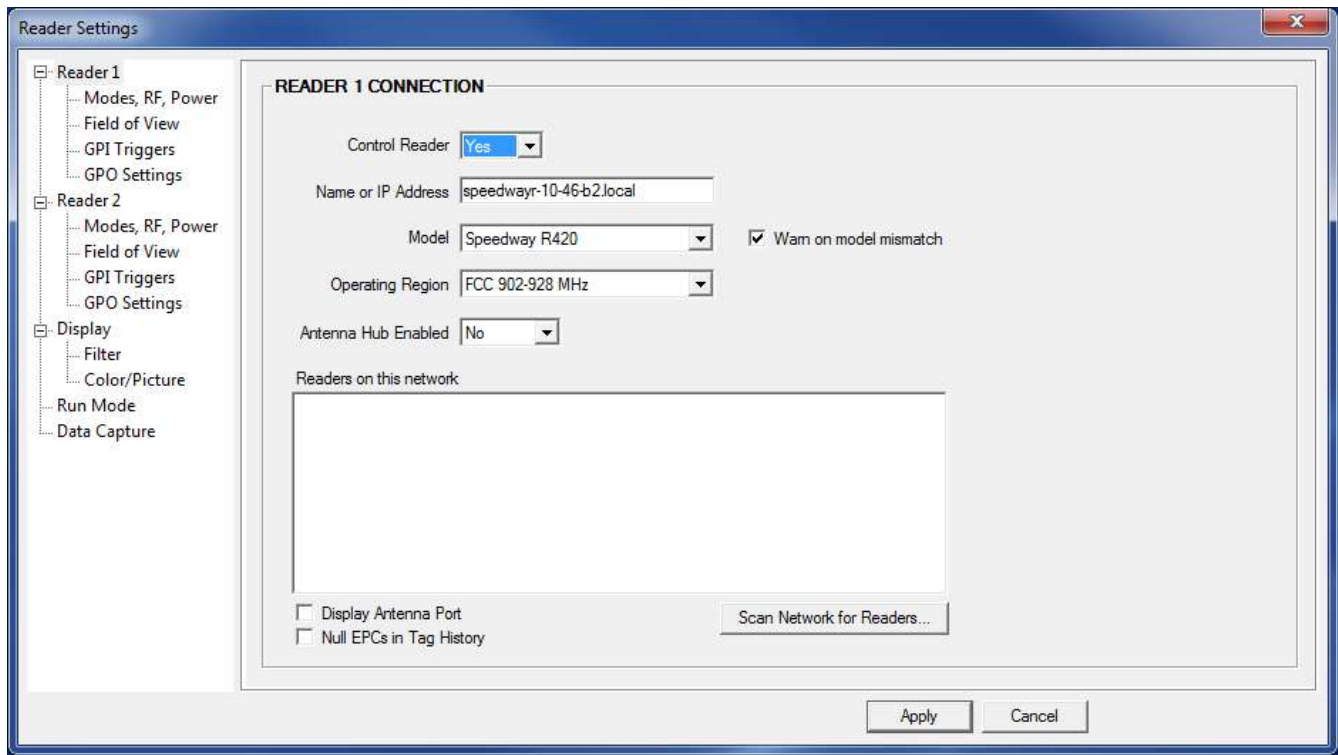 Reader Settings
Reader 1
Modes, RF, Power
Field of View
GPI Triggers
GPO Settings
Reader 2
Modes, RF, Power
Field of View
GPI Triggers
GPO Settings
Display
Filter
Color/Picture
Run Mode
Data Capture
READER 1 CONNECTION
Control Reader Yes
Name or IP Address speedwayr-10-46-b2.local
Model Speedway R420 Warn on model mismatch
Operating Region FCC 902-928 MHz
Antenna Hub Enabled No
Readers on this network
Display Antenna Port
Null EPCs in Tag History
Scan Network for Readers...
Apply Cancel